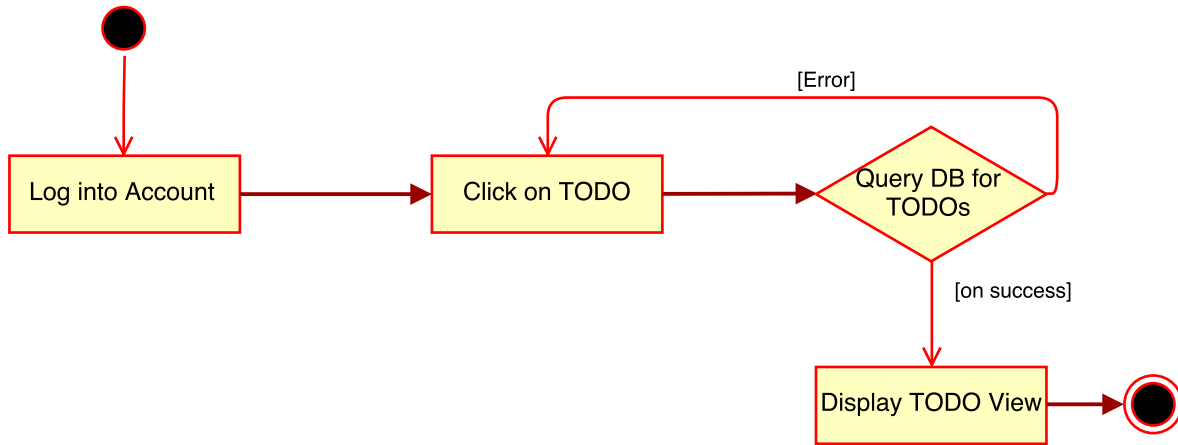 [Error]
Log into Account
Click on TODO
Query DB for
TODOs
[on success]
Display TODO View